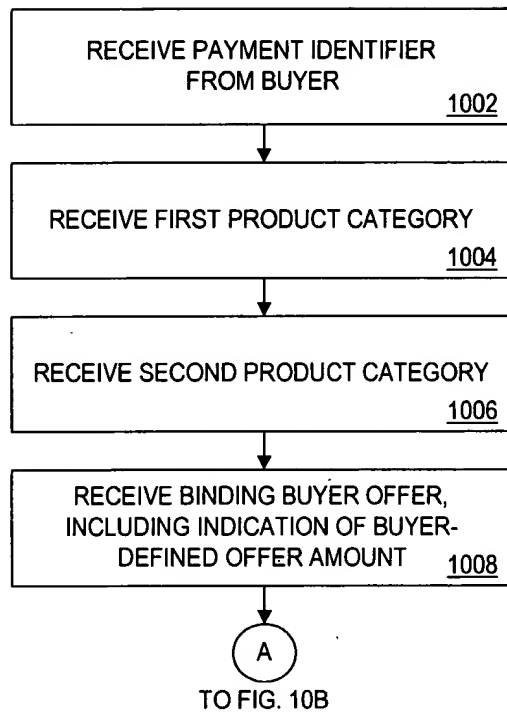 RECEIVE PAYMENT IDENTIFIER
FROM BUYER
1002
RECEIVE FIRST PRODUCT CATEGORY
1004
RECEIVE SECOND PRODUCT CATEGORY
1006
RECEIVE BINDING BUYER OFFER,
INCLUDING INDICATION OF BUYER-
DEFINED OFFER AMOUNT
1008
A
TO FIG. 10B